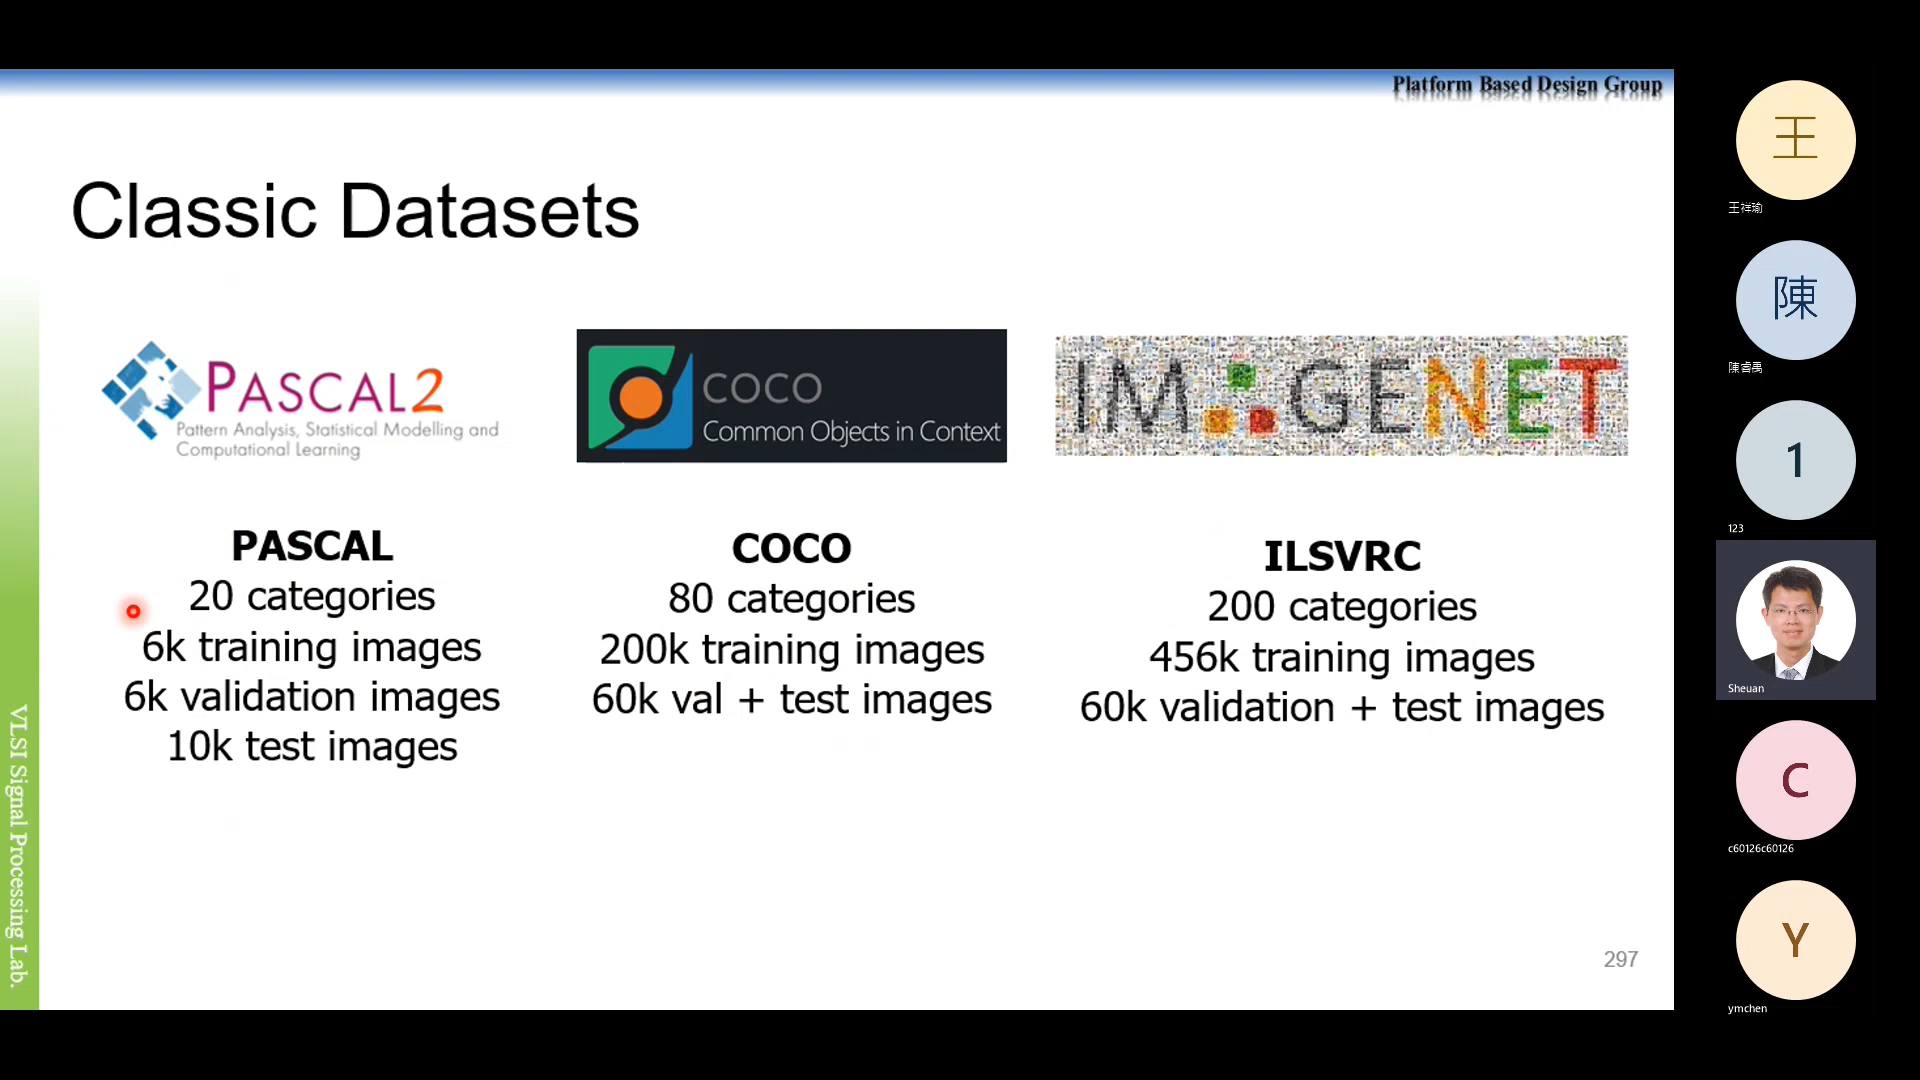 Platform Based Design Group
Classic Datasets
PASCAL2
Pattern Analysis, Statistical Modelling and
Computational Learning
COCO
Common Objects in Context
IMAGENET
PASCAL
20 categories
6k training images
6k validation images
10k test images
COCO
80 categories
200k training images
60k val + test images
ILSVRC
200 categories
456k training images
60k validation + test images
297
VLSI Signal Processing Lab.
王
王祥瑜
陳
陳睿禹
1
123
Sheuan
C
c60126c60126
Y
ymchen